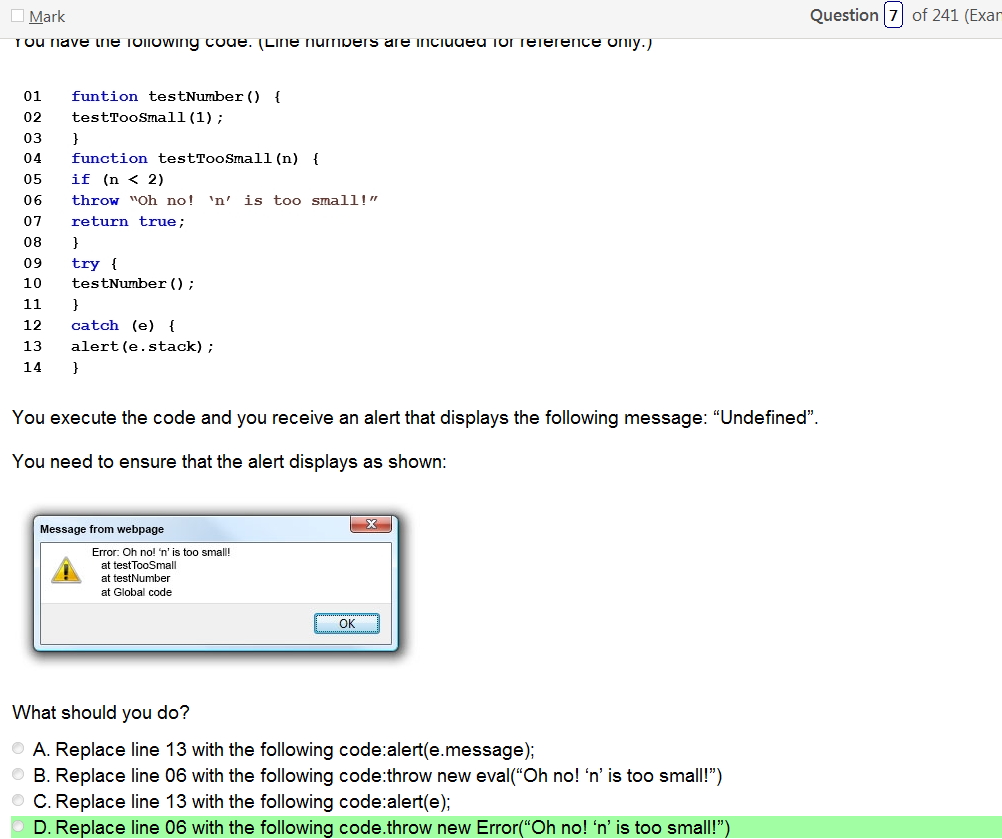 Mark
Question 7 of 241 (Exar
You have the following code: (Line numbers are included for reference only.)
01 funtion testNumber() {
02 testTooSmall(1);
03 }
04 function testTooSmall(n) {
05 if (n < 2)
06 throw “Oh no! ‘n’ is too small!”
07 return true;
08 }
09 try {
10 testNumber();
11 }
12 catch (e) {
13 alert(e.stack);
14 }
You execute the code and you receive an alert that displays the following message: “Undefined”.
You need to ensure that the alert displays as shown:
Message from webpage
X
Error: Oh no! ‘n’ is too small!
at testTooSmall
at testNumber
at Global code
OK
What should you do?
A. Replace line 13 with the following code:alert(e.message);
B. Replace line 06 with the following code:throw new eval(“Oh no! ‘n’ is too small!”)
C. Replace line 13 with the following code:alert(e);
D. Replace line 06 with the following code.throw new Error(“Oh no! ‘n’ is too small!”)